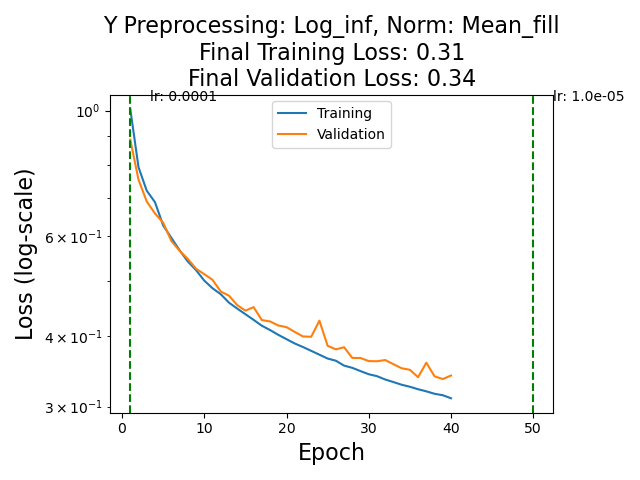 Y Preprocessing: Log_inf, Norm: Mean_fill
Final Training Loss: 0.31
Final Validation Loss: 0.34
lr: 0.0001
lr: 1.0e-05
Training
Validation
10⁰
6 × 10⁻¹
4 × 10⁻¹
3 × 10⁻¹
Loss (log-scale)
0 10 20 30 40 50
Epoch